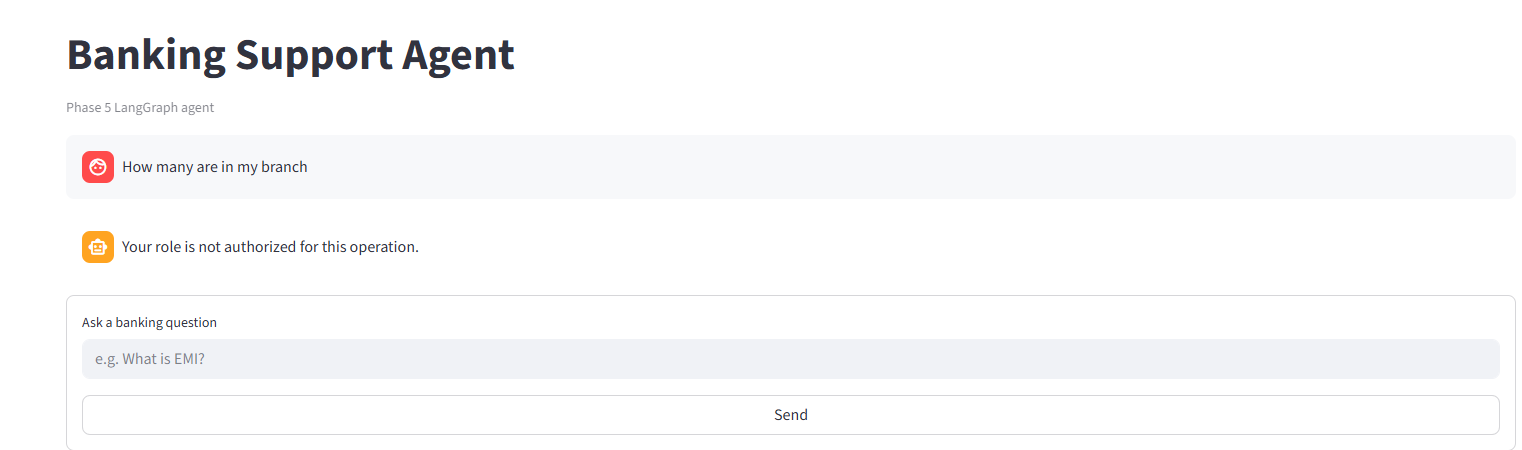 Banking Support Agent
Phase 5 LangGraph agent
How many are in my branch
Your role is not authorized for this operation.
Ask a banking question
e.g. What is EMI?
Send